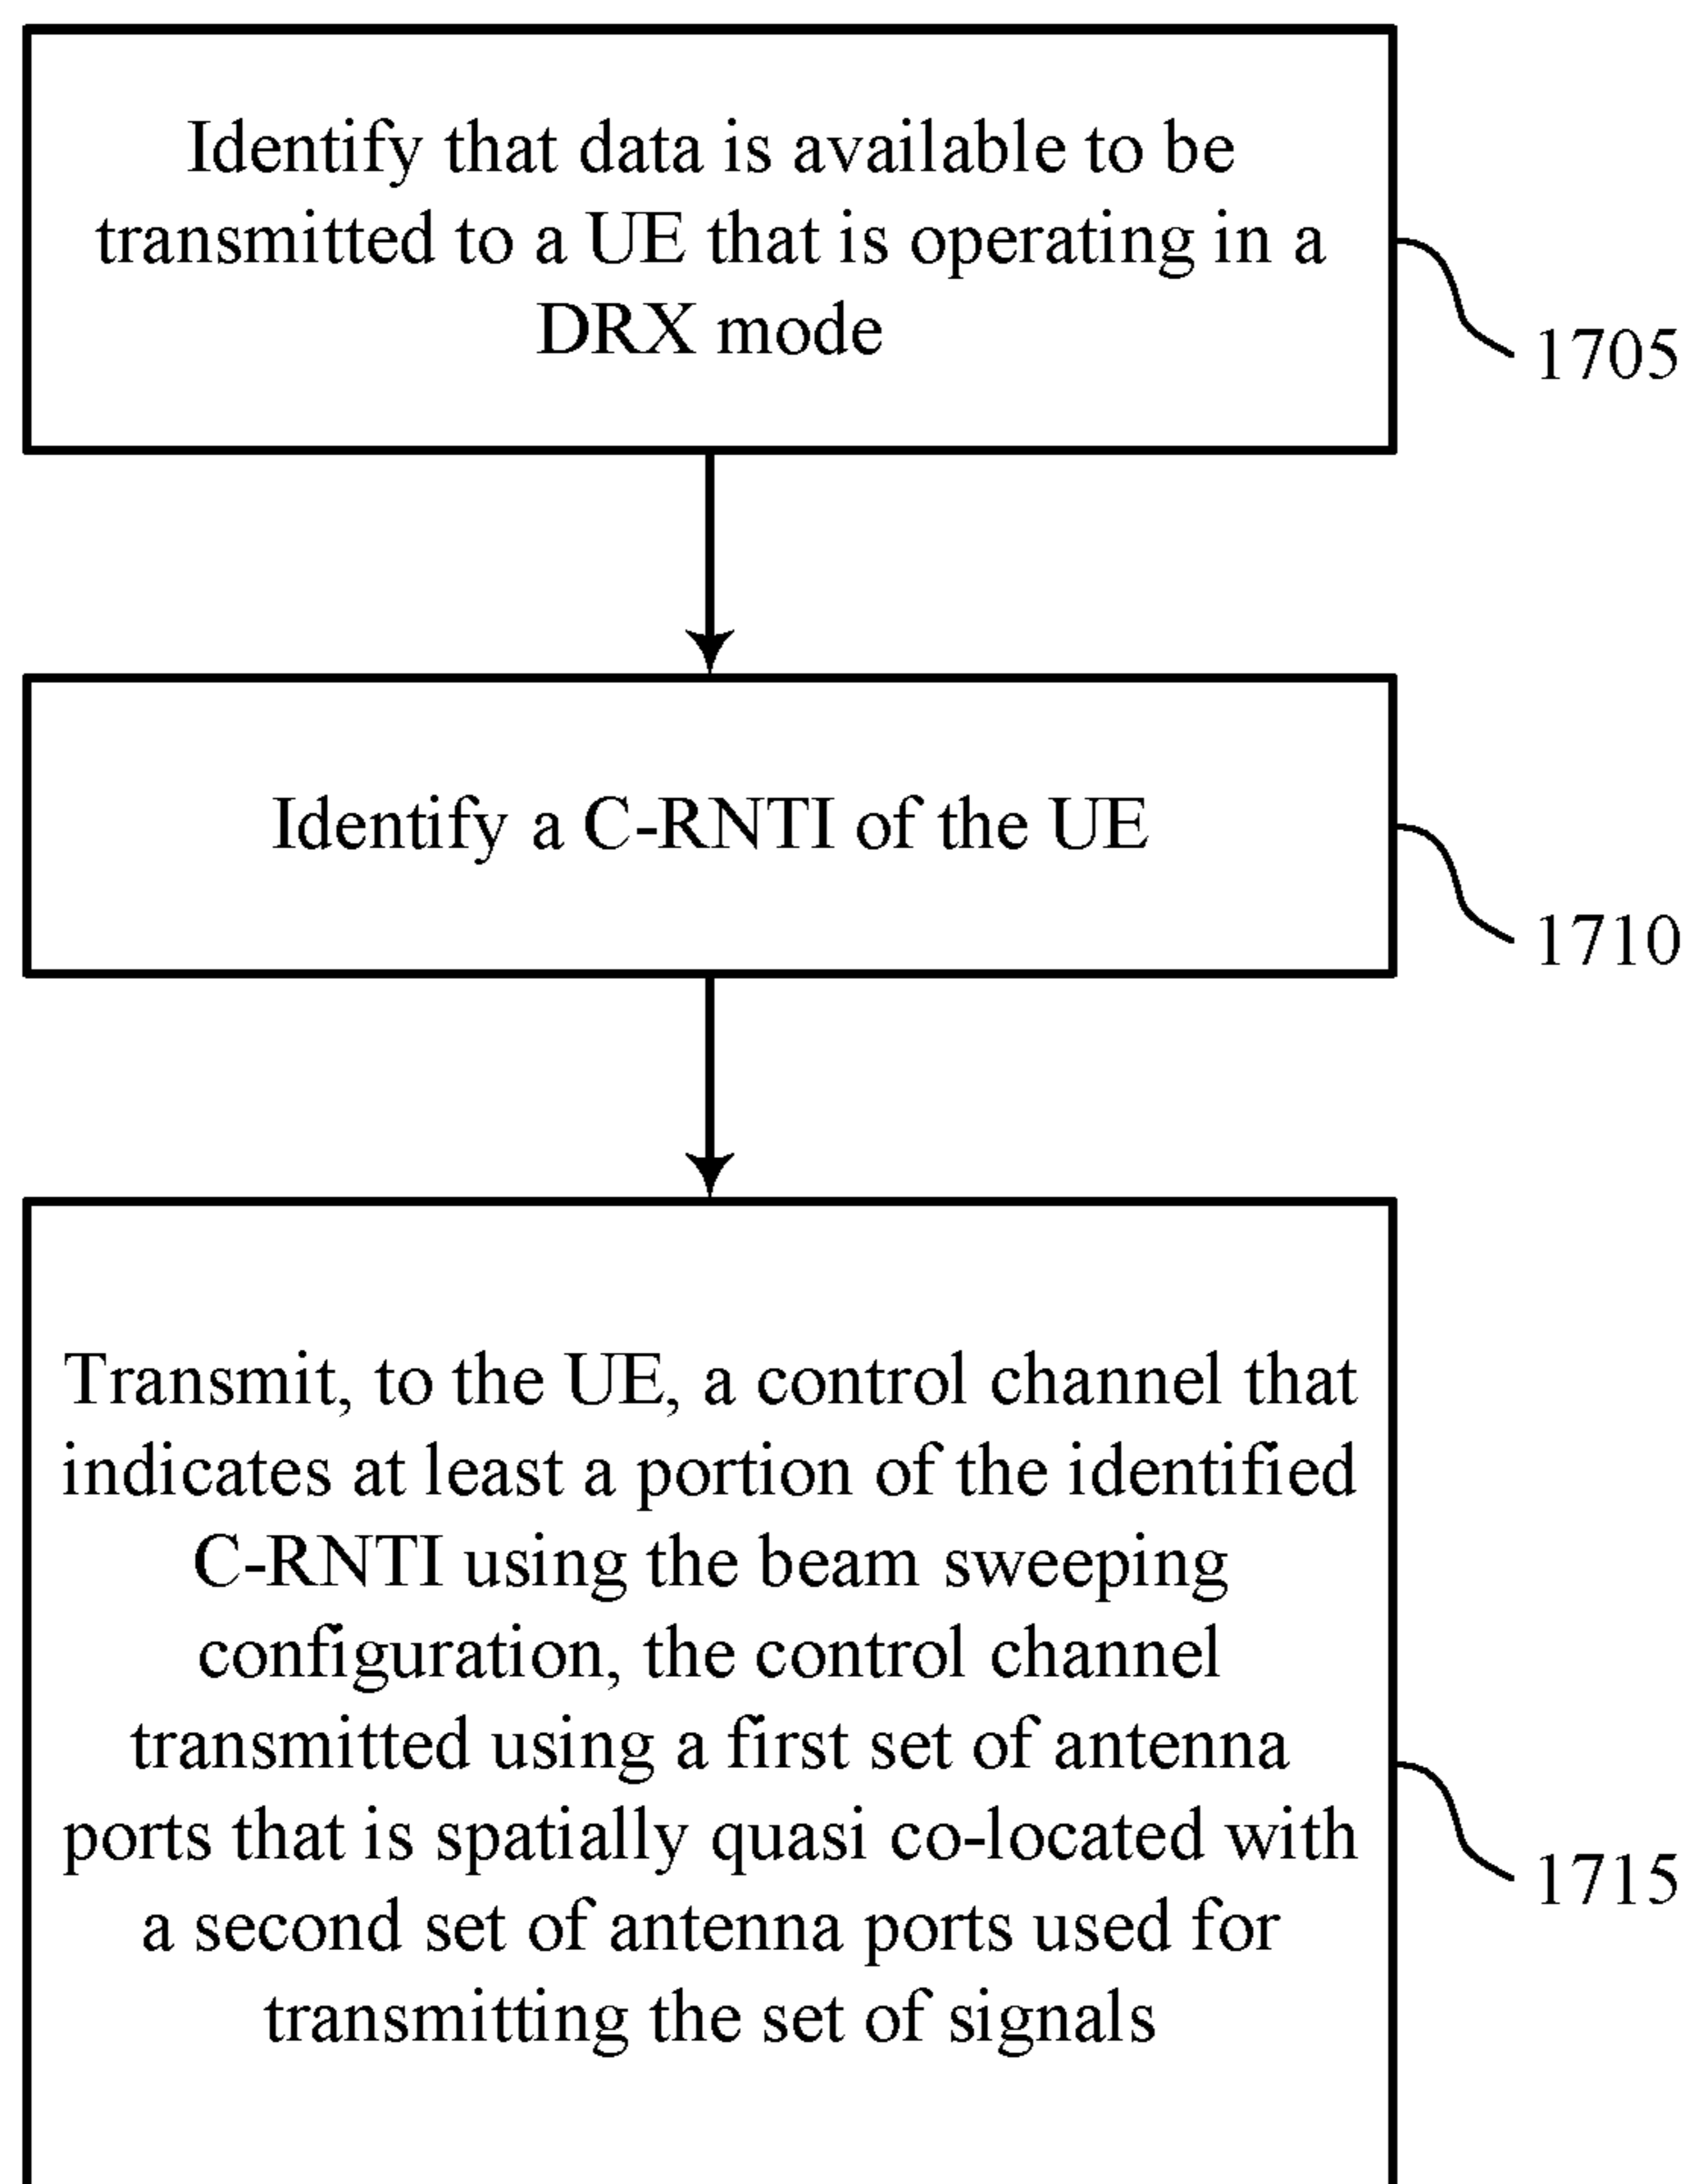 Identify that data is available to be
transmitted to a UE that is operating in a
DRX mode
1705
Identify a C-RNTI of the UE
1710
Transmit, to the UE, a control channel that
indicates at least a portion of the identified
C-RNTI using the beam sweeping
configuration, the control channel
transmitted using a first set of antenna
ports that is spatially quasi co-located with
a second set of antenna ports used for
transmitting the set of signals
1715